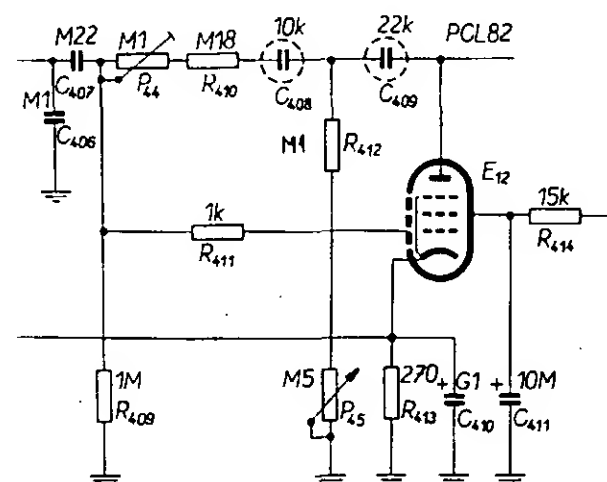 M22
C407
M1
C406
M1
P44
M18
R410
10k
C408
22k
C409
PCL82
M1
R412
E12
15k
R414
1k
R411
1M
R409
M5
P45
270
R413
+ G1
C410
+ 10M
C411